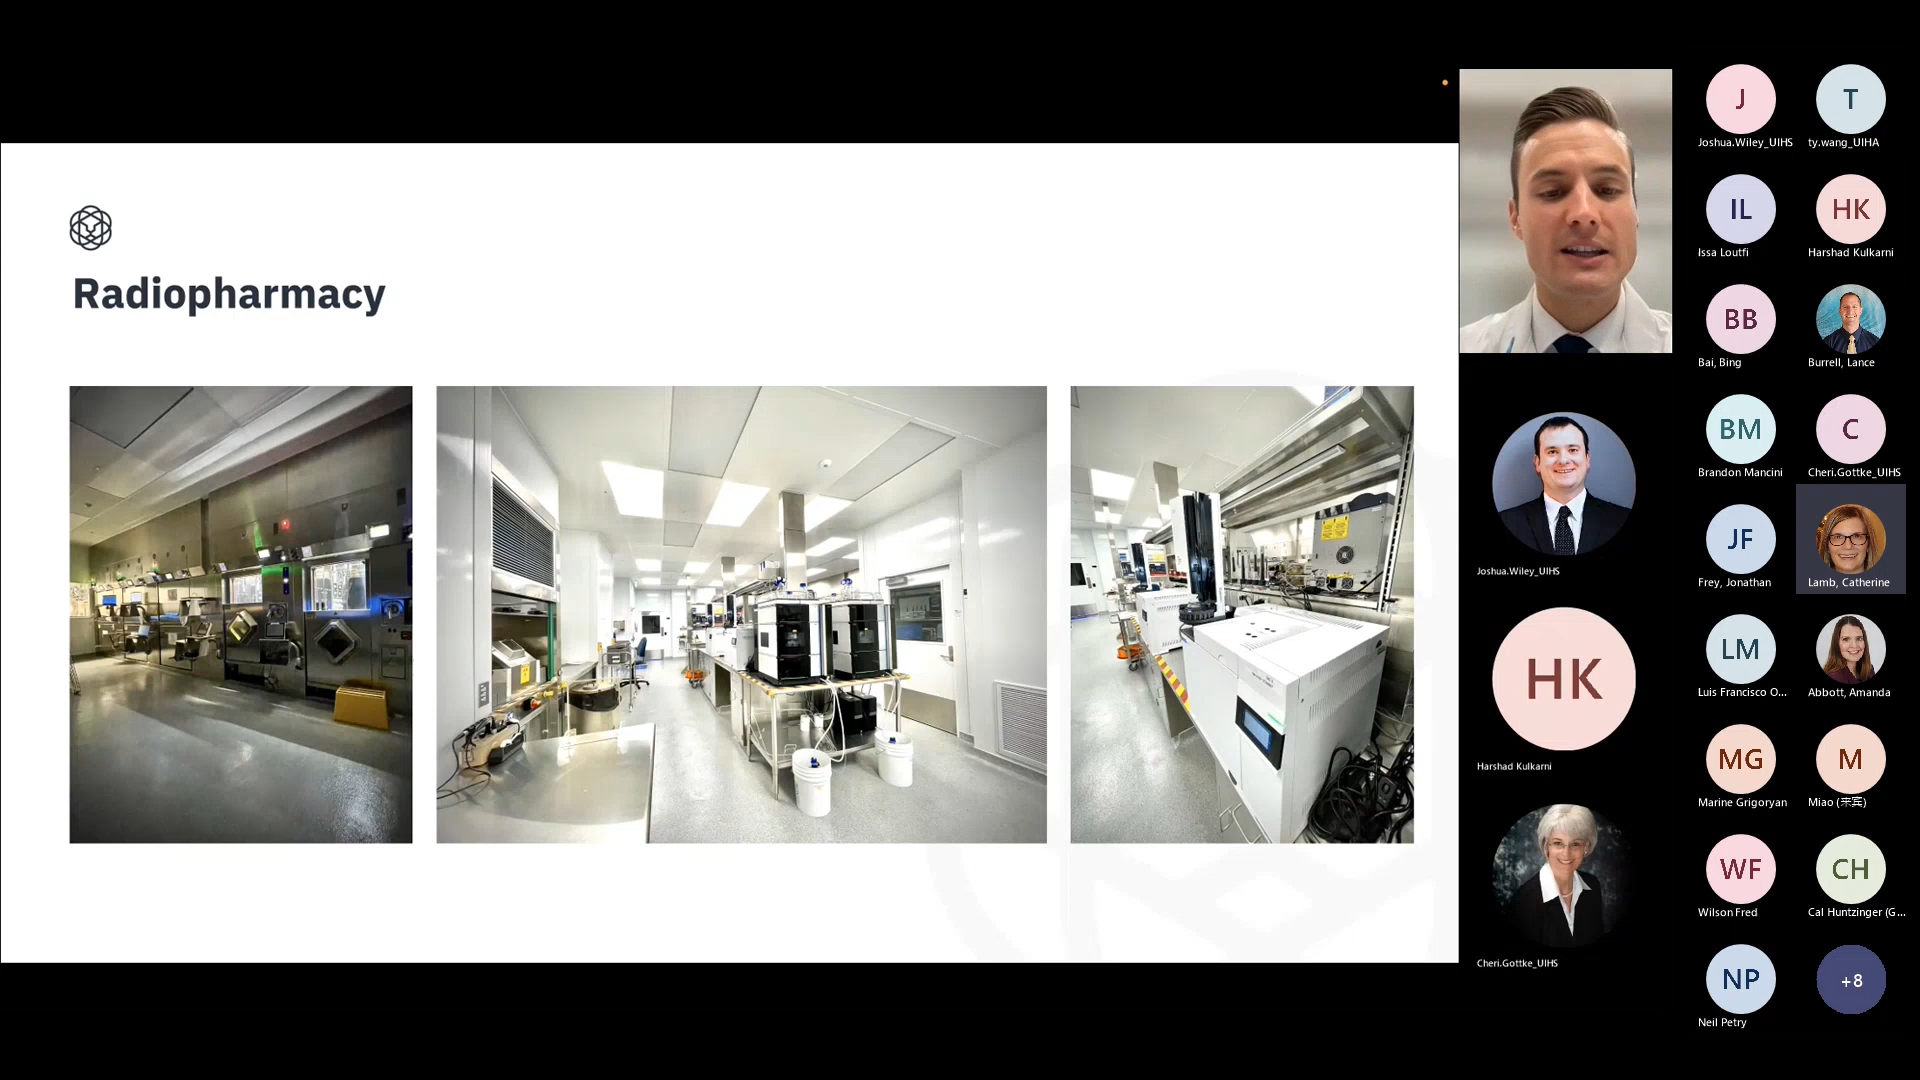 Radiopharmacy
Joshua.Wiley_UIHS
HK
Harshad Kulkarni
Cheri.Gottke_UIHS
J
Joshua.Wiley_UIHS
T
ty.wang_UIHA
IL
Issa Loutfi
HK
Harshad Kulkarni
BB
Bai, Bing
Burrell, Lance
BM
Brandon Mancini
C
Cheri.Gottke_UIHS
JF
Frey, Jonathan
Lamb, Catherine
LM
Luis Francisco O...
Abbott, Amanda
MG
Marine Grigoryan
M
Miao (来宾)
WF
Wilson Fred
CH
Cal Huntzinger (G...
NP
Neil Petry
+8